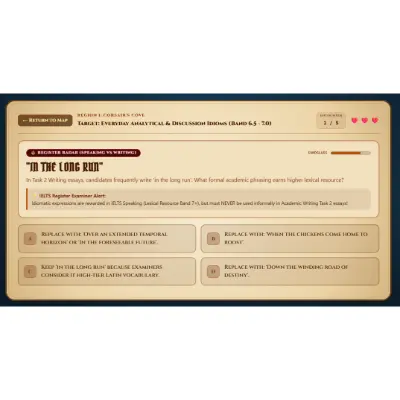 ← Return to Map
Region 1: Corsairs Cove
Target: Everyday Analytical & Discussion Idioms (Band 6.5 - 7.0)
1 / 5
Register Radar (Speaking vs Writing)
"In the Long Run"
In Task 2 Writing essays, candidates frequently write 'in the long run'. What formal academic phrasing earns higher lexical resource?
IELTS Register Examiner Alert:
Idiomatic expressions are rewarded in IELTS Speaking (Lexical Resource Band 7+), but must NEVER be used informally in Academic Writing Task 2 essays!
A
Replace with 'Over an extended temporal
horizon' or 'In the foreseeable future'.
B
Replace with: 'When the chickens come home to
roost'.
C
Keep 'in the long run' because examiners
consider it high-tier Latin vocabulary.
D
Replace with: 'Down the winding road of
destiny'.